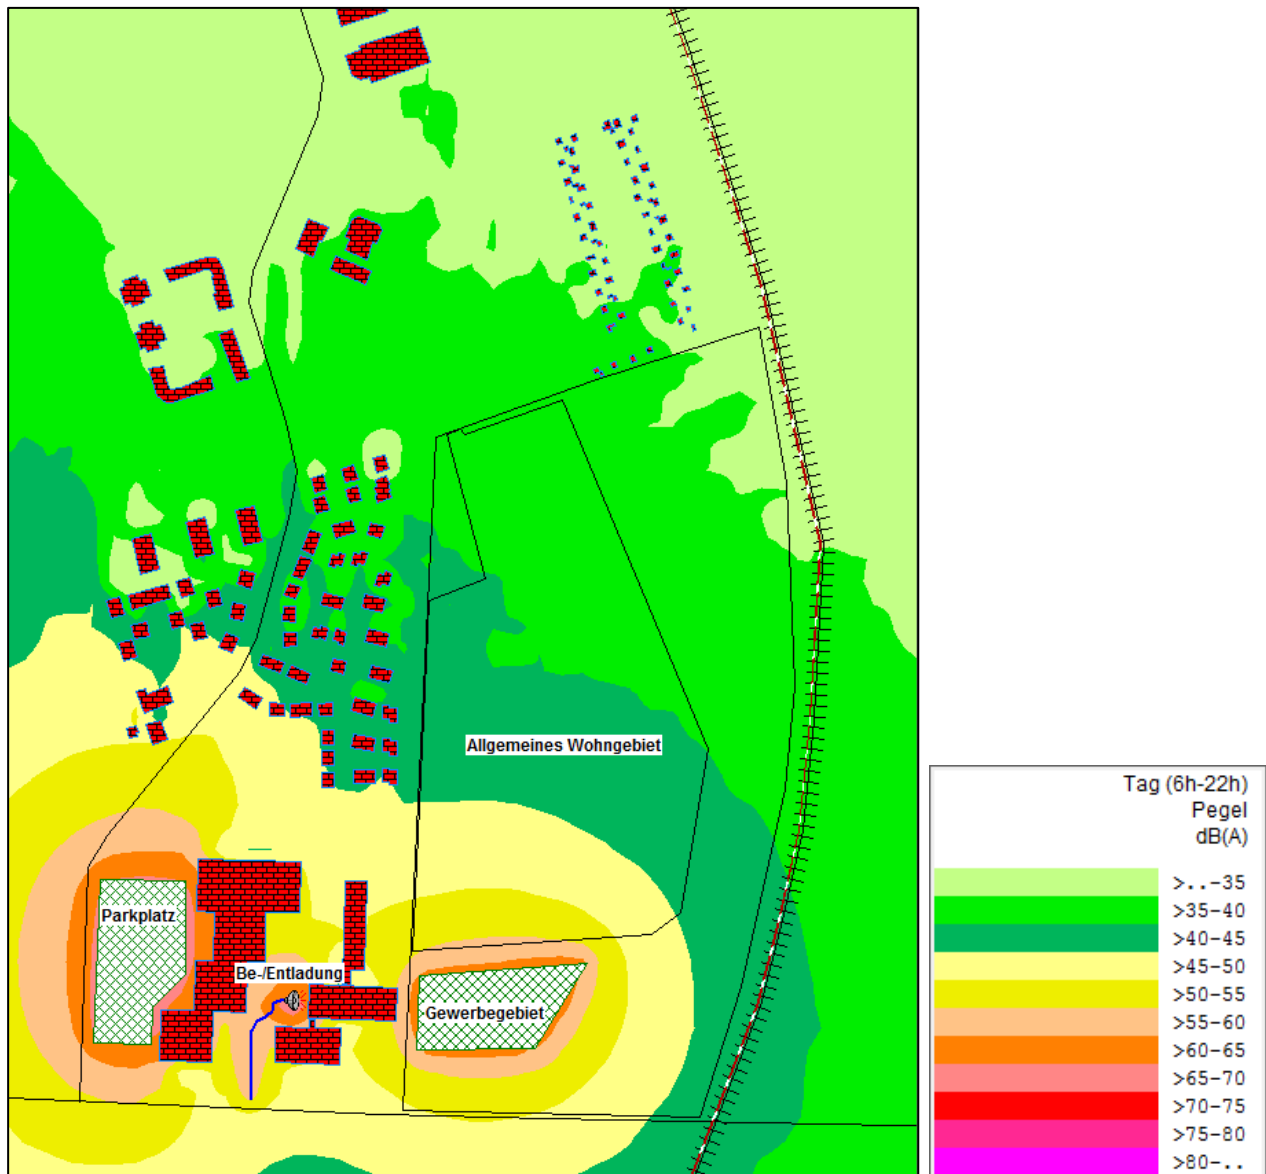 Allgemeines Wohngebiet
Parkplatz
Be-/Entladung
Gewerbegebiet
Tag (6h-22h)
Pegel
dB(A)
>..-35
>35-40
>40-45
>45-50
>50-55
>55-60
>60-65
>65-70
>70-75
>75-80
>80-..